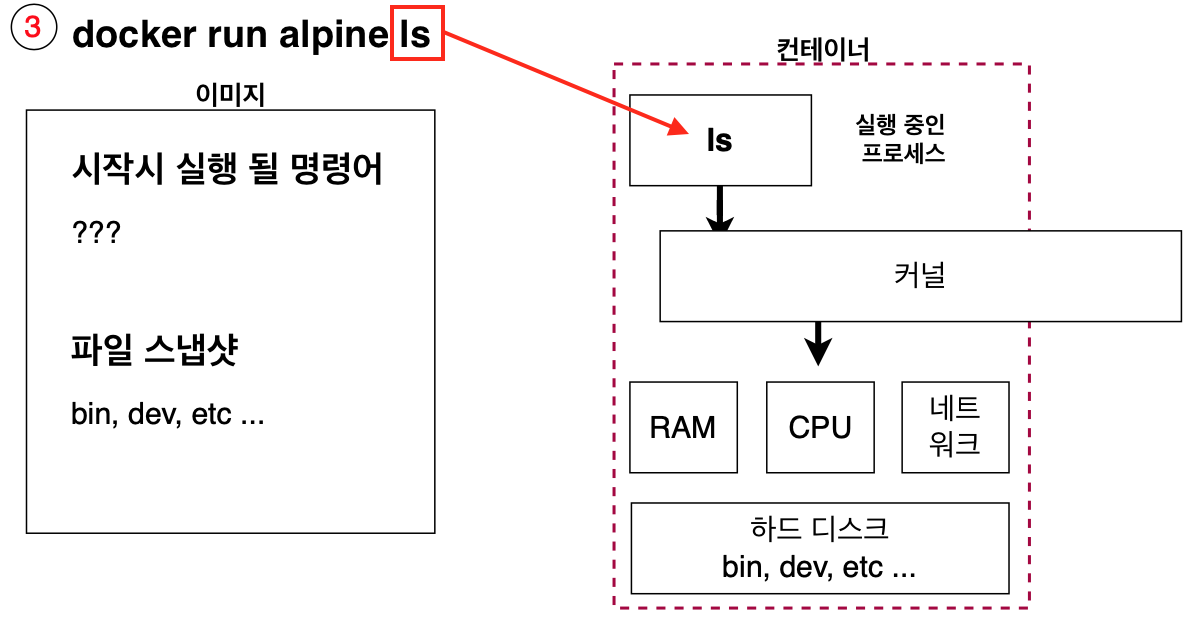 3 docker run alpine ls
이미지
시작시 실행 될 명령어
???
파일 스냅샷
bin, dev, etc ...
컨테이너
ls
실행 중인
프로세스
커널
RAM
CPU
네트
워크
하드 디스크
bin, dev, etc ...